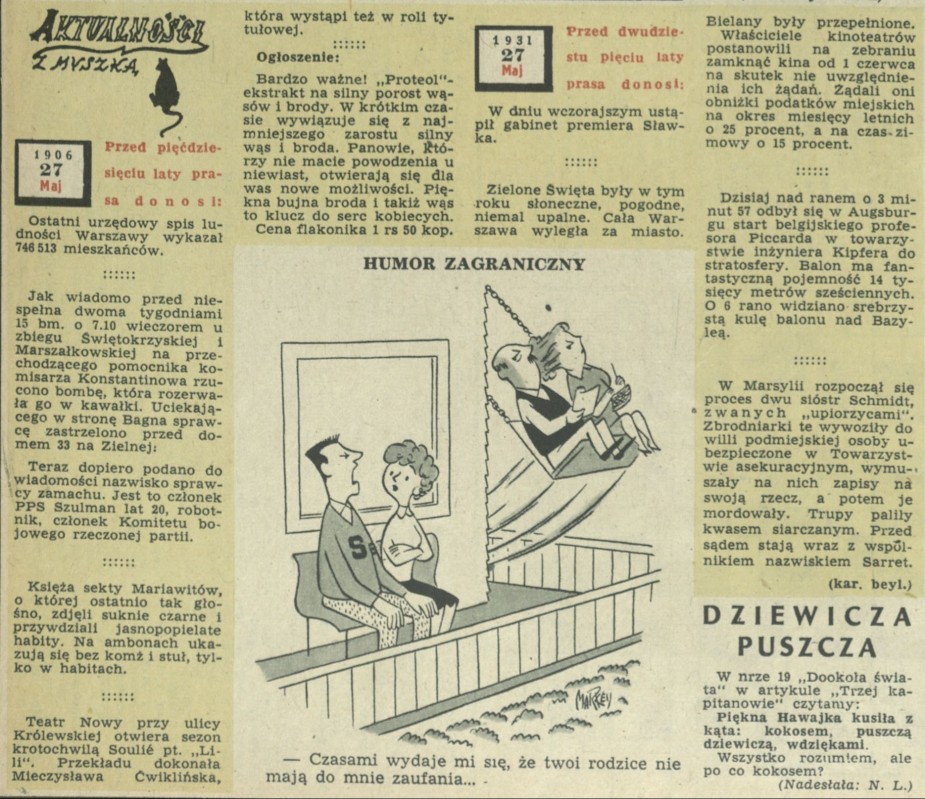 AKTUALNOŚCI
Z MYSZKĄ
1906
27
Maj
Przed pięćdzie-
sięciu laty pra-
sa donosi:
Ostatni urzędowy spis lu-
dności Warszawy wykazał
746 513 mieszkańców.
::::::
Jak wiadomo przed nie-
spełna dwoma tygodniami
15 bm. o 7.10 wieczorem u
zbiegu Świętokrzyskiej i
Marszałkowskiej na prze-
chodzącego pomocnika ko-
misarza Konstantinowa rzu-
cono bombę, która rozerwa-
ła go w kawałki. Uciekają-
cego w stronę Bagna spraw-
cę zastrzelono przed do-
mem 33 na Zielnej:
Teraz dopiero podano do
wiadomości nazwisko spraw-
cy zamachu. Jest to członek
PPS Szulman lat 20, robot-
nik, członek Komitetu bo-
jowego rzeczonej partii.
::::::
Księża sekty Mariawitów,
o której ostatnio tak gło-
śno, zdjęli suknie czarne i
przywdziali jasnopopielate
habity. Na ambonach uka-
zują się bez komż i stuł, tyl-
ko w habitach.
::::::
Teatr Nowy przy ulicy
Królewskiej otwiera sezon
krotochwilą Soulié pt. „Li-
li". Przekładu dokonała
Mieczysława Ćwiklińska,
która wystąpi też w roli ty-
tułowej.
::::::
Ogłoszenie:
Bardzo ważne! „Proteol"-
ekstrakt na silny porost wą-
sów i brody. W krótkim cza-
sie wywiązuje się z naj-
mniejszego zarostu silny
wąs i broda. Panowie, któ-
rzy nie macie powodzenia u
niewiast, otwierają się dla
was nowe możliwości. Pię-
kna bujna broda i takiż wąs
to klucz do serc kobiecych.
Cena flakonika 1 rs 50 kop.
1931
27
Maj
Przed dwudzie-
stu pięciu laty
prasa donosi:
W dniu wczorajszym ustą-
pił gabinet premiera Sław-
ka.
::::::
Zielone Święta były w tym
roku słoneczne, pogodne,
niemal upalne. Cała War-
szawa wyległa za miasto.
Bielany były przepełnione.
Właściciele kinoteatrów
postanowili na zebraniu
zamknąć kina od 1 czerwca
na skutek nie uwzględnie-
nia ich żądań. Żądali oni
obniżki podatków miejskich
na okres miesięcy letnich
o 25 procent, a na czas zi-
mowy o 15 procent.
::::::
Dzisiaj nad ranem o 3 mi-
nut 57 odbył się w Augsbur-
gu start belgijskiego profe-
sora Piccarda w towarzy-
stwie inżyniera Kipfera do
stratosfery. Balon ma fan-
tastyczną pojemność 14 ty-
sięcy metrów sześciennych.
O 6 rano widziano srebrzy-
stą kulę balonu nad Bazy-
leą.
::::::
W Marsylii rozpoczął się
proces dwu sióstr Schmidt,
zwanych „upiorzycami".
Zbrodniarki te wywoziły do
willi podmiejskiej osoby u-
bezpieczone w Towarzyst-
wie asekuracyjnym, wymu-
szały na nich zapisy na
swoją rzecz, a potem je
mordowały. Trupy paliły
kwasem siarczanym. Przed
sądem stają wraz z wspól-
nikiem nazwiskiem Sarret.
(kar. beyl.)
HUMOR ZAGRANICZNY
S
MARKEY
— Czasami wydaje mi się, że twoi rodzice nie
mają do mnie zaufania...
DZIEWICZA
PUSZCZA
W nrze 19 „Dookoła świa-
ta" w artykule „Trzej ka-
pitanowie" czytamy:
Piękna Hawajka kusiła z
kąta: kokosem, puszczą
dziewiczą, wdziękami.
Wszystko rozumiem, ale
po co kokosem?
(Nadesłała: N. L.)